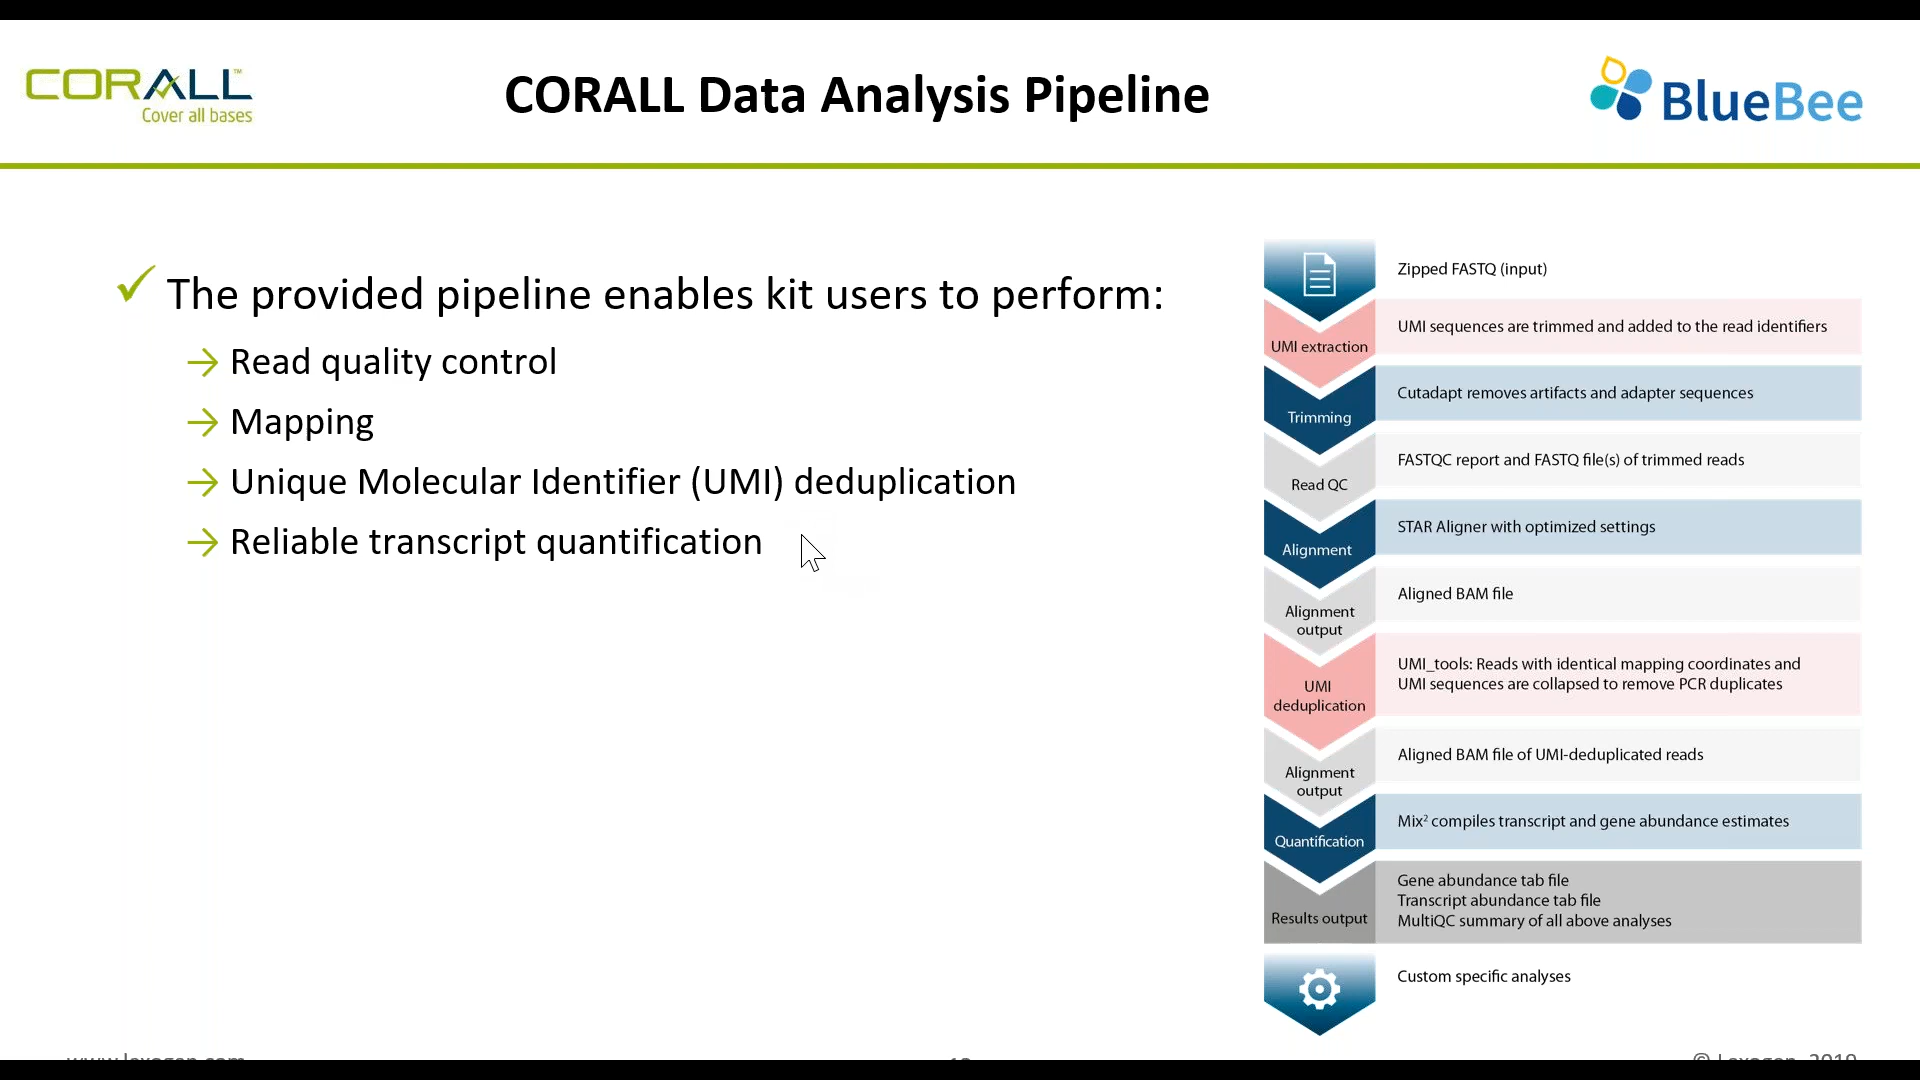 CORALL™
Cover all bases
CORALL Data Analysis Pipeline
BlueBee
The provided pipeline enables kit users to perform:
Read quality control
Mapping
Unique Molecular Identifier (UMI) deduplication
Reliable transcript quantification
Zipped FASTQ (input)
UMI extraction
UMI sequences are trimmed and added to the read identifiers
Trimming
Cutadapt removes artifacts and adapter sequences
Read QC
FASTQC report and FASTQ file(s) of trimmed reads
Alignment
STAR Aligner with optimized settings
Alignment
output
Aligned BAM file
UMI
deduplication
UMI_tools: Reads with identical mapping coordinates and
UMI sequences are collapsed to remove PCR duplicates
Alignment
output
Aligned BAM file of UMI-deduplicated reads
Quantification
Mix² compiles transcript and gene abundance estimates
Results output
Gene abundance tab file
Transcript abundance tab file
MultiQC summary of all above analyses
Custom specific analyses
www.lexogen.com
© Lexogen, 2019